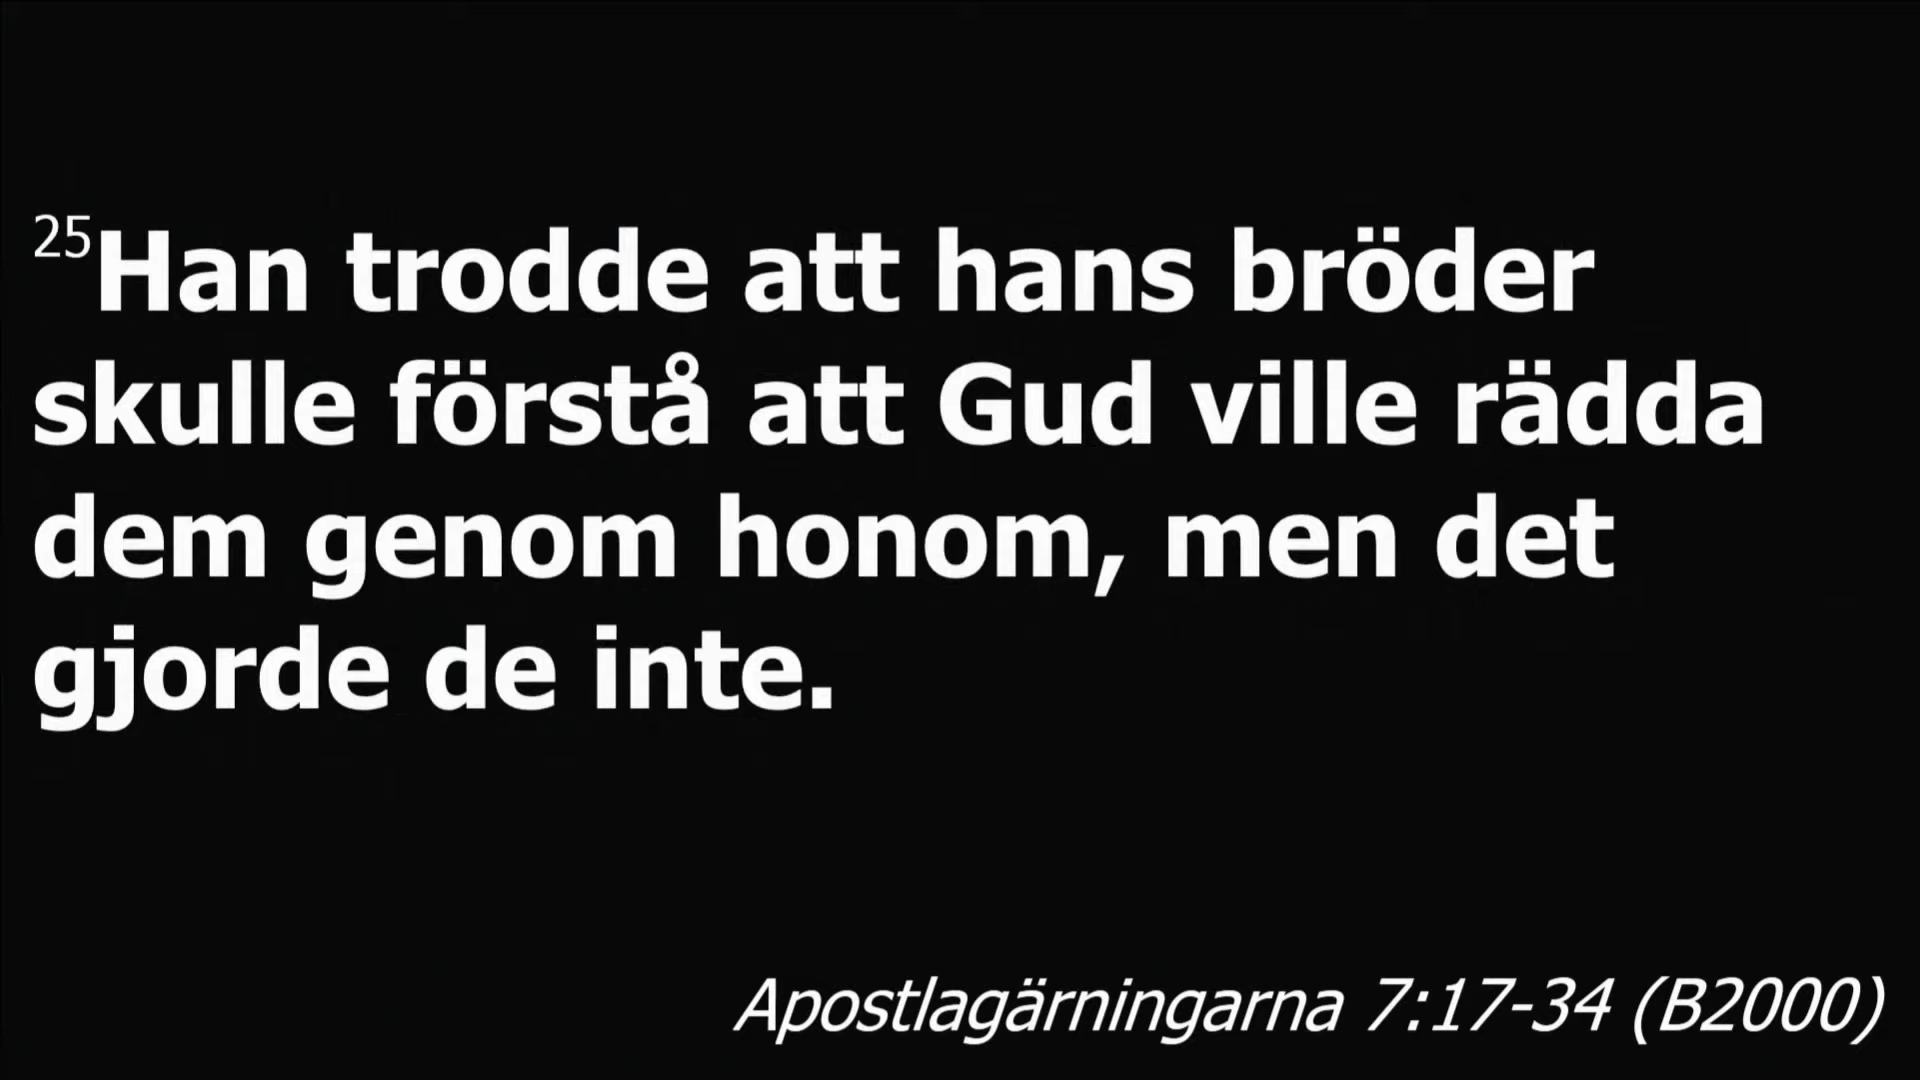 25Han trodde att hans bröder
skulle förstå att Gud ville rädda
dem genom honom, men det
gjorde de inte.
Apostlagärningarna 7:17-34 (B2000)